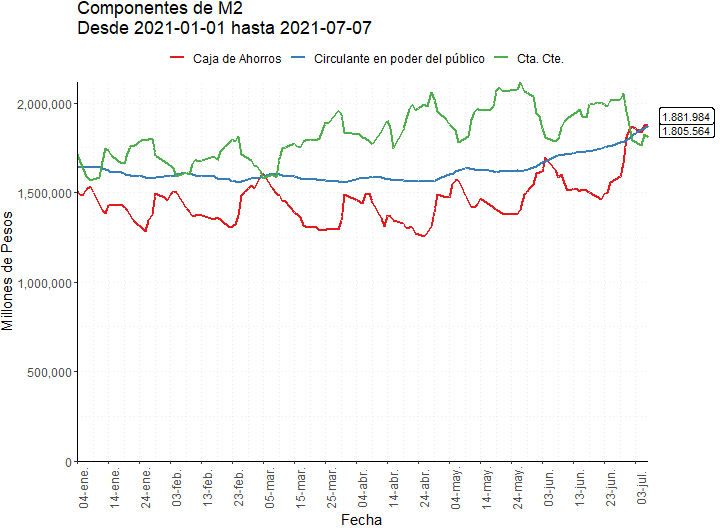 Componentes de M2
Desde 2021-01-01 hasta 2021-07-07
Caja de Ahorros Circulante en poder del público Cta. Cte.
2,000,000
1,500,000
1,000,000
500,000
0
Millones de Pesos
1.881.984
1.805.564
04-ene. 14-ene. 24-ene. 03-feb. 13-feb. 23-feb. 05-mar. 15-mar. 25-mar. 04-abr. 14-abr. 24-abr. 04-may. 14-may. 24-may. 03-jun. 13-jun. 23-jun. 03-jul.
Fecha